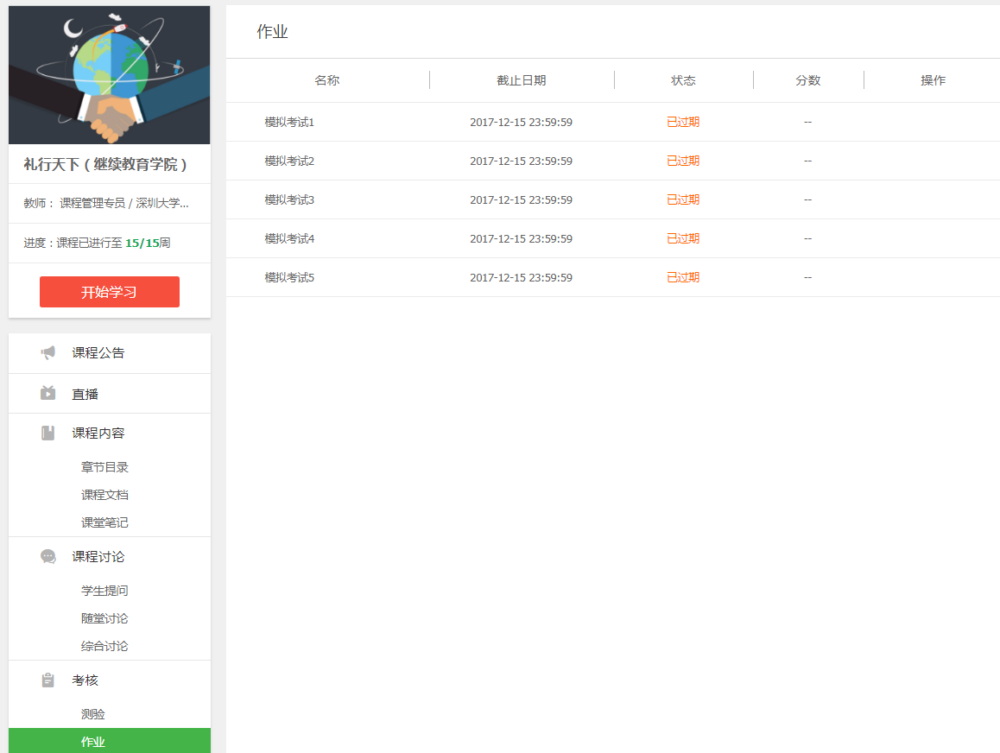 礼行天下（继续教育学院）
教师： 课程管理专员 / 深圳大学...
进度：课程已进行至 15/15周
开始学习
课程公告
直播
课程内容
章节目录
课程文档
课堂笔记
课程讨论
学生提问
随堂讨论
综合讨论
考核
测验
作业
作业
名称 截止日期 状态 分数 操作
模拟考试1 2017-12-15 23:59:59 已过期 --
模拟考试2 2017-12-15 23:59:59 已过期 --
模拟考试3 2017-12-15 23:59:59 已过期 --
模拟考试4 2017-12-15 23:59:59 已过期 --
模拟考试5 2017-12-15 23:59:59 已过期 --